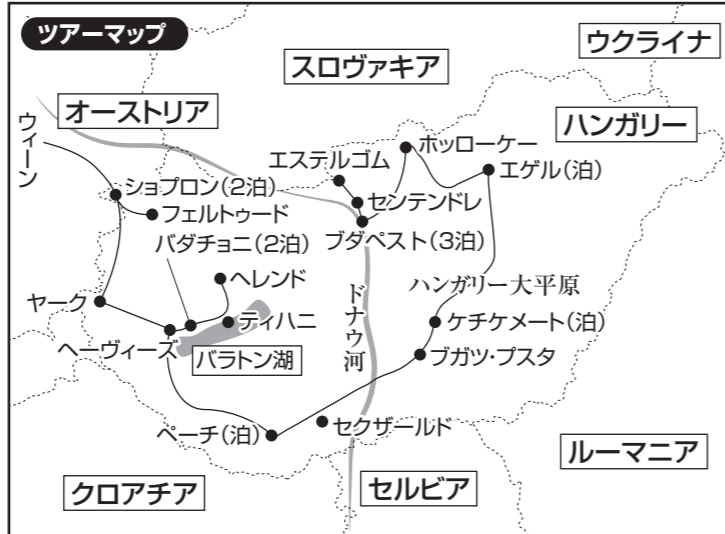 ツアーマップ
ウクライナ
スロヴァキア
オーストリア
ハンガリー
ウィーン
ホッローケー
エステルゴム
エゲル(泊)
ショプロン(2泊)
センテンドレ
フェルトゥード
ブダペスト(3泊)
バダチョニ(2泊)
ヘレンド
ハンガリー大平原
ドナウ河
ヤーク
ティハニ
ケチケメート(泊)
ヘーヴィーズ
バラトン湖
ブガツ・プスタ
ペーチ(泊)
セクザールド
ルーマニア
クロアチア
セルビア